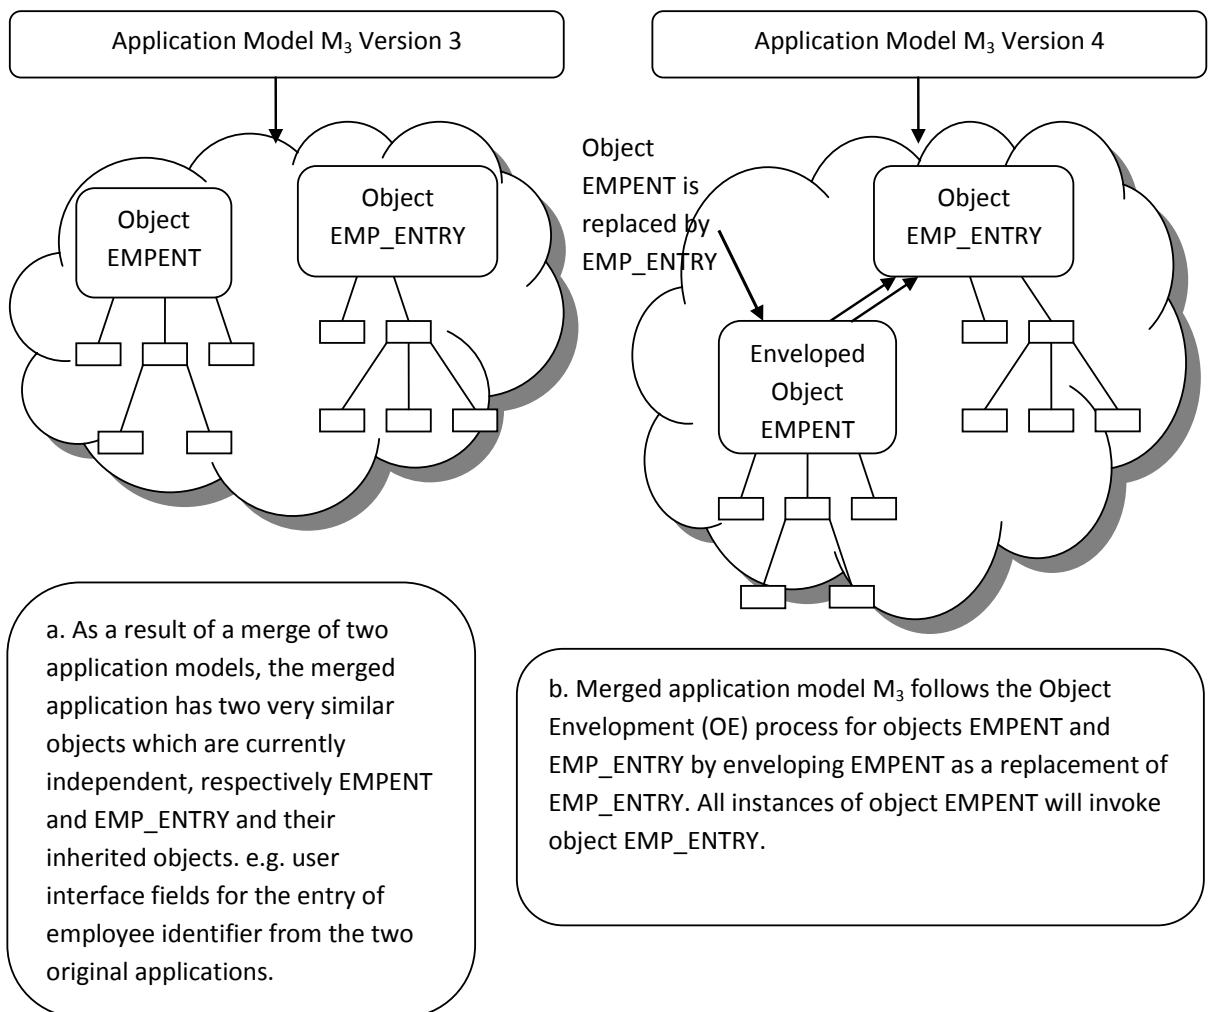 Application Model M₃ Version 3
Object
EMPENT
Object
EMP_ENTRY
a. As a result of a merge of two
application models, the merged
application has two very similar
objects which are currently
independent, respectively EMPENT
and EMP_ENTRY and their
inherited objects. e.g. user
interface fields for the entry of
employee identifier from the two
original applications.
Application Model M₃ Version 4
Object
EMPENT is
replaced by
EMP_ENTRY
Object
EMP_ENTRY
Enveloped
Object
EMPENT
b. Merged application model M₃ follows the Object
Envelopment (OE) process for objects EMPENT and
EMP_ENTRY by enveloping EMPENT as a replacement of
EMP_ENTRY. All instances of object EMPENT will invoke
object EMP_ENTRY.